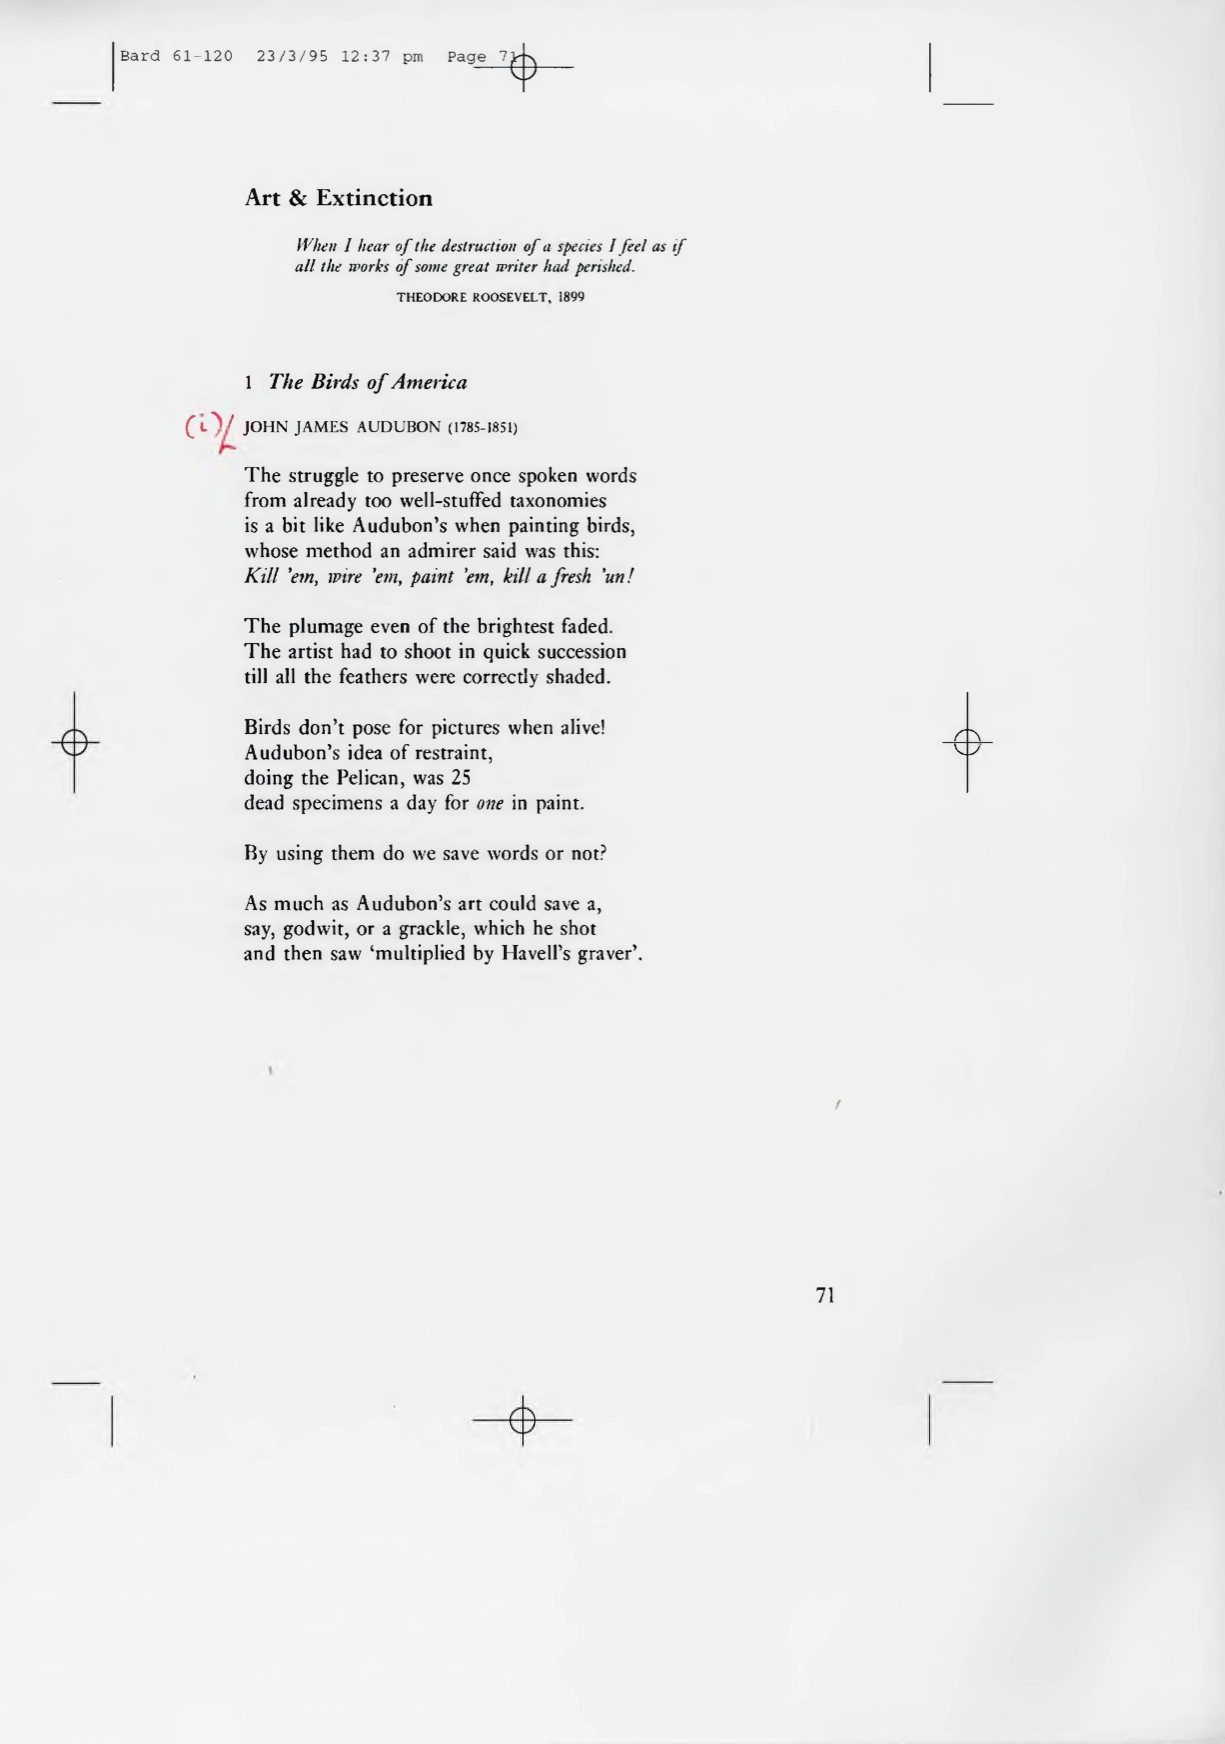 Bard 61-120 23/3/95 12:37 pm Page 71
Art & Extinction
When I hear of the destruction of a species I feel as if
all the works of some great writer had perished.
THEODORE ROOSEVELT, 1899
1 The Birds of America
(i)/ JOHN JAMES AUDUBON (1785-1851)
The struggle to preserve once spoken words
from already too well-stuffed taxonomies
is a bit like Audubon’s when painting birds,
whose method an admirer said was this:
Kill ’em, wire ’em, paint ’em, kill a fresh ’un!
The plumage even of the brightest faded.
The artist had to shoot in quick succession
till all the feathers were correctly shaded.
Birds don’t pose for pictures when alive!
Audubon’s idea of restraint,
doing the Pelican, was 25
dead specimens a day for one in paint.
By using them do we save words or not?
As much as Audubon’s art could save a,
say, godwit, or a grackle, which he shot
and then saw ‘multiplied by Havell’s graver’.
71